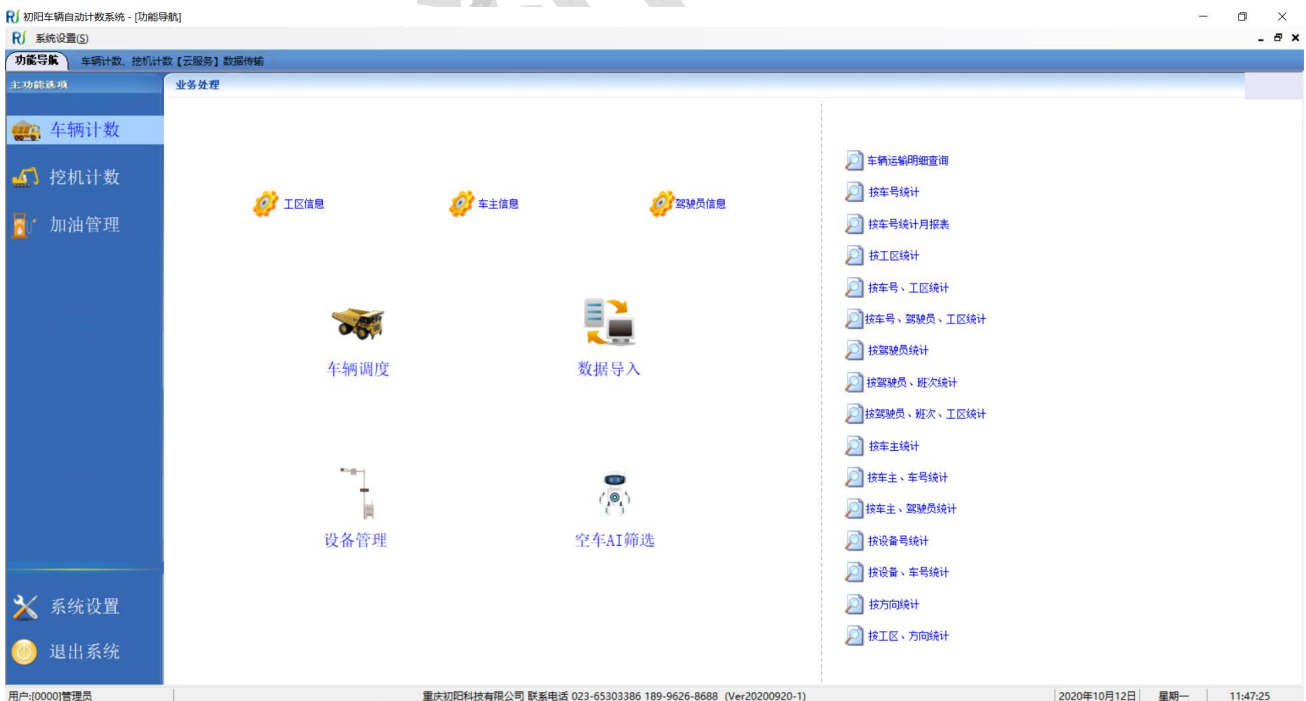 初阳车辆自动计数系统 - [功能导航]
系统设置(S)
功能导航 车辆计数、挖机计数【云服务】数据传输
主功能选项
业务处理
车辆计数
挖机计数
加油管理
系统设置
退出系统
工区信息 车主信息 驾驶员信息
车辆调度 数据导入
设备管理 空车AI筛选
车辆运输明细查询
按车号统计
按车号统计月报表
按工区统计
按车号、工区统计
按车号、驾驶员、工区统计
按驾驶员统计
按驾驶员、班次统计
按驾驶员、班次、工区统计
按车主统计
按车主、车号统计
按车主、驾驶员统计
按设备号统计
按设备、车号统计
按方向统计
按工区、方向统计
用户:[0000]管理员 重庆初阳科技有限公司 联系电话 023-65303386 189-9626-8688 (Ver20200920-1) 2020年10月12日 星期一 11:47:25